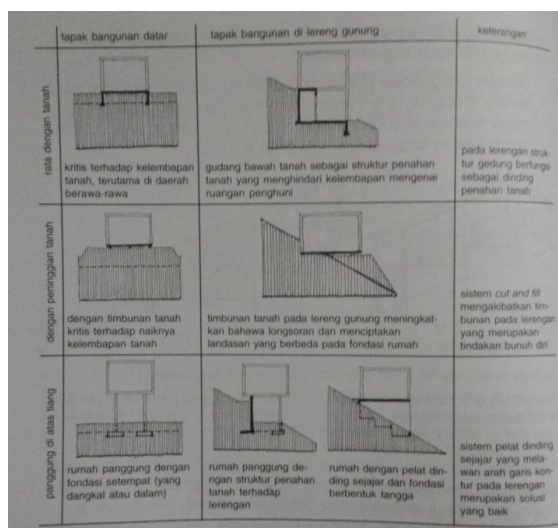 tapak bangunan datar
tapak bangunan di lereng gunung
keterangan
rata dengan tanah
kritis terhadap kelembapan
tanah, terutama di daerah
berawa-rawa
gudang bawah tanah sebagai struktur penahan
tanah yang menghindari kelembapan mengenai
ruangan penghuni
pada lerengan struk-
tur gedung berfungsi
sebagai dinding
penahan tanah
dengan peninggian tanah
dengan timbunan tanah
kritis terhadap naiknya
kelembapan tanah
timbunan tanah pada lereng gunung meningkat-
kan bahawa longsoran dan menciptakan
landasan yang berbeda pada fondasi rumah
sistem cut and fill
mengakibatkan tim-
bunan pada lerengan
yang merupakan
tindakan bunuh diri
panggung di atas tiang
rumah panggung dengan
fondasi setempat (yang
dangkal atau dalam)
rumah panggung de-
ngan struktur penahan
tanah terhadap
lerengan
rumah dengan pelat din-
ding sejajar dan fondasi
berbentuk tangga
sistem pelat dinding
sejajar yang mela-
wan arah garis kon-
tur pada lerengan
merupakan solusi
yang baik